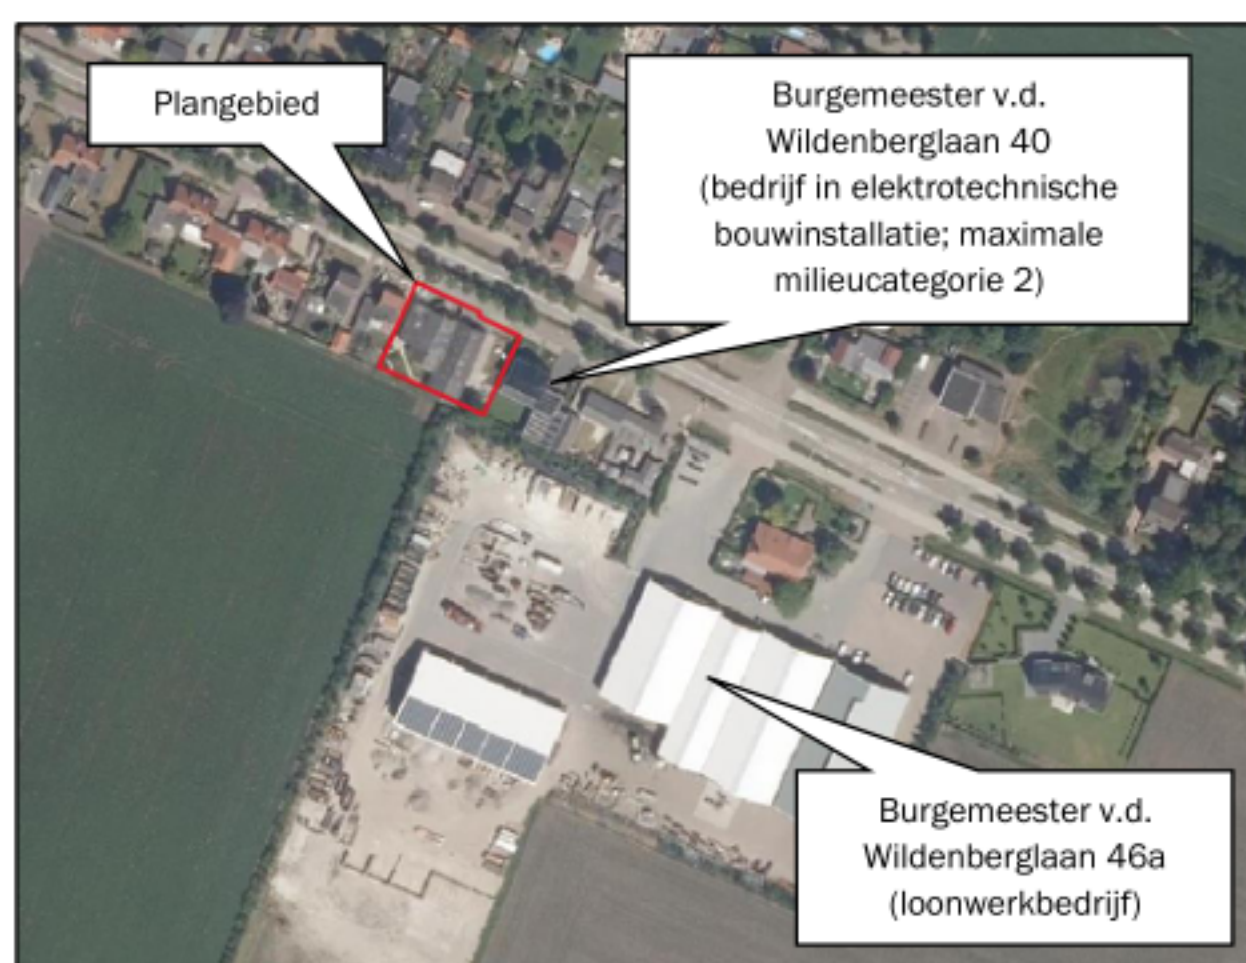 Plangebied
Burgemeester v.d.
Wildenberglaan 40
(bedrijf in elektrotechnische
bouwinstallatie; maximale
milieucategorie 2)
Burgemeester v.d.
Wildenberglaan 46a
(loonwerkbedrijf)